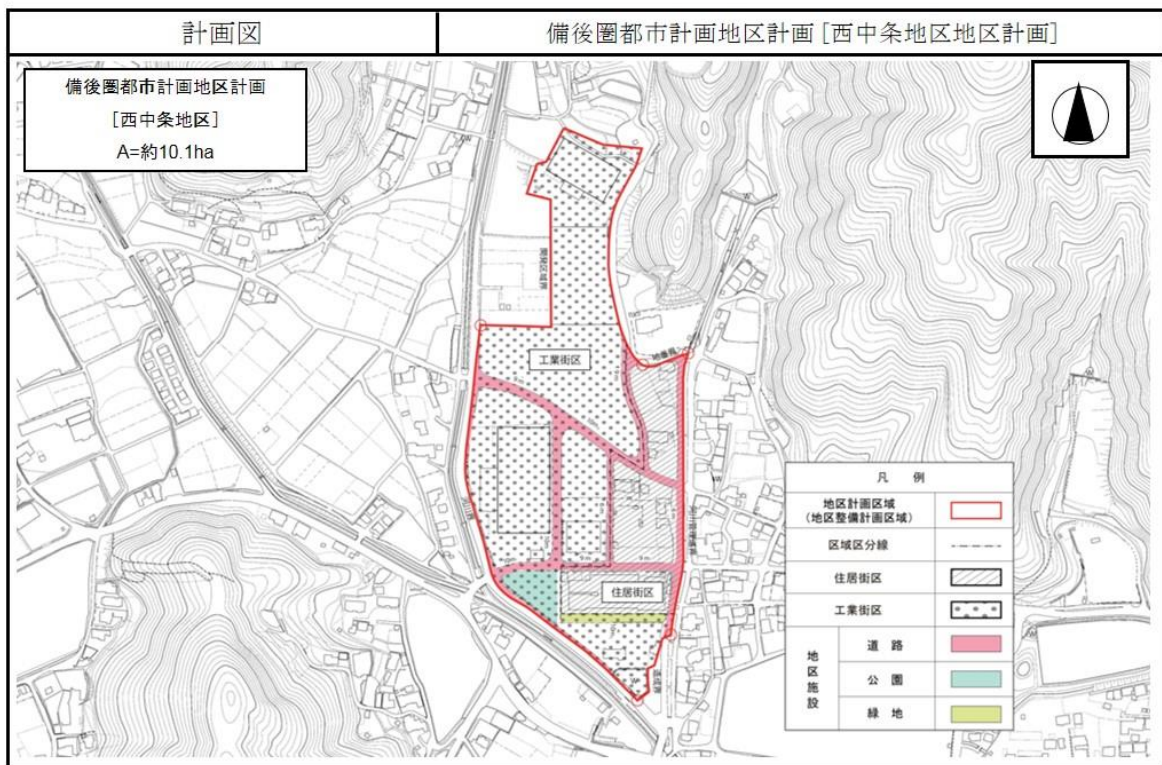 計画図
備後圏都市計画地区計画 [西中条地区地区計画]
備後圏都市計画地区計画
[西中条地区]
A=約10.1ha
工業街区
住居街区
凡 例
地区計画区域
(地区整備計画区域)
区域区分線
住居街区
工業街区
地区施設
道 路
公 園
緑 地